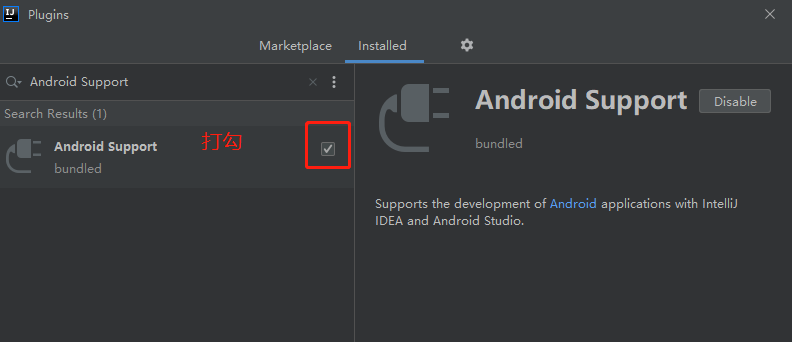 IJ Plugins
Marketplace Installed
Android Support
Search Results (1)
Android Support
bundled
打勾
Android Support Disable
bundled
Supports the development of Android applications with IntelliJ
IDEA and Android Studio.